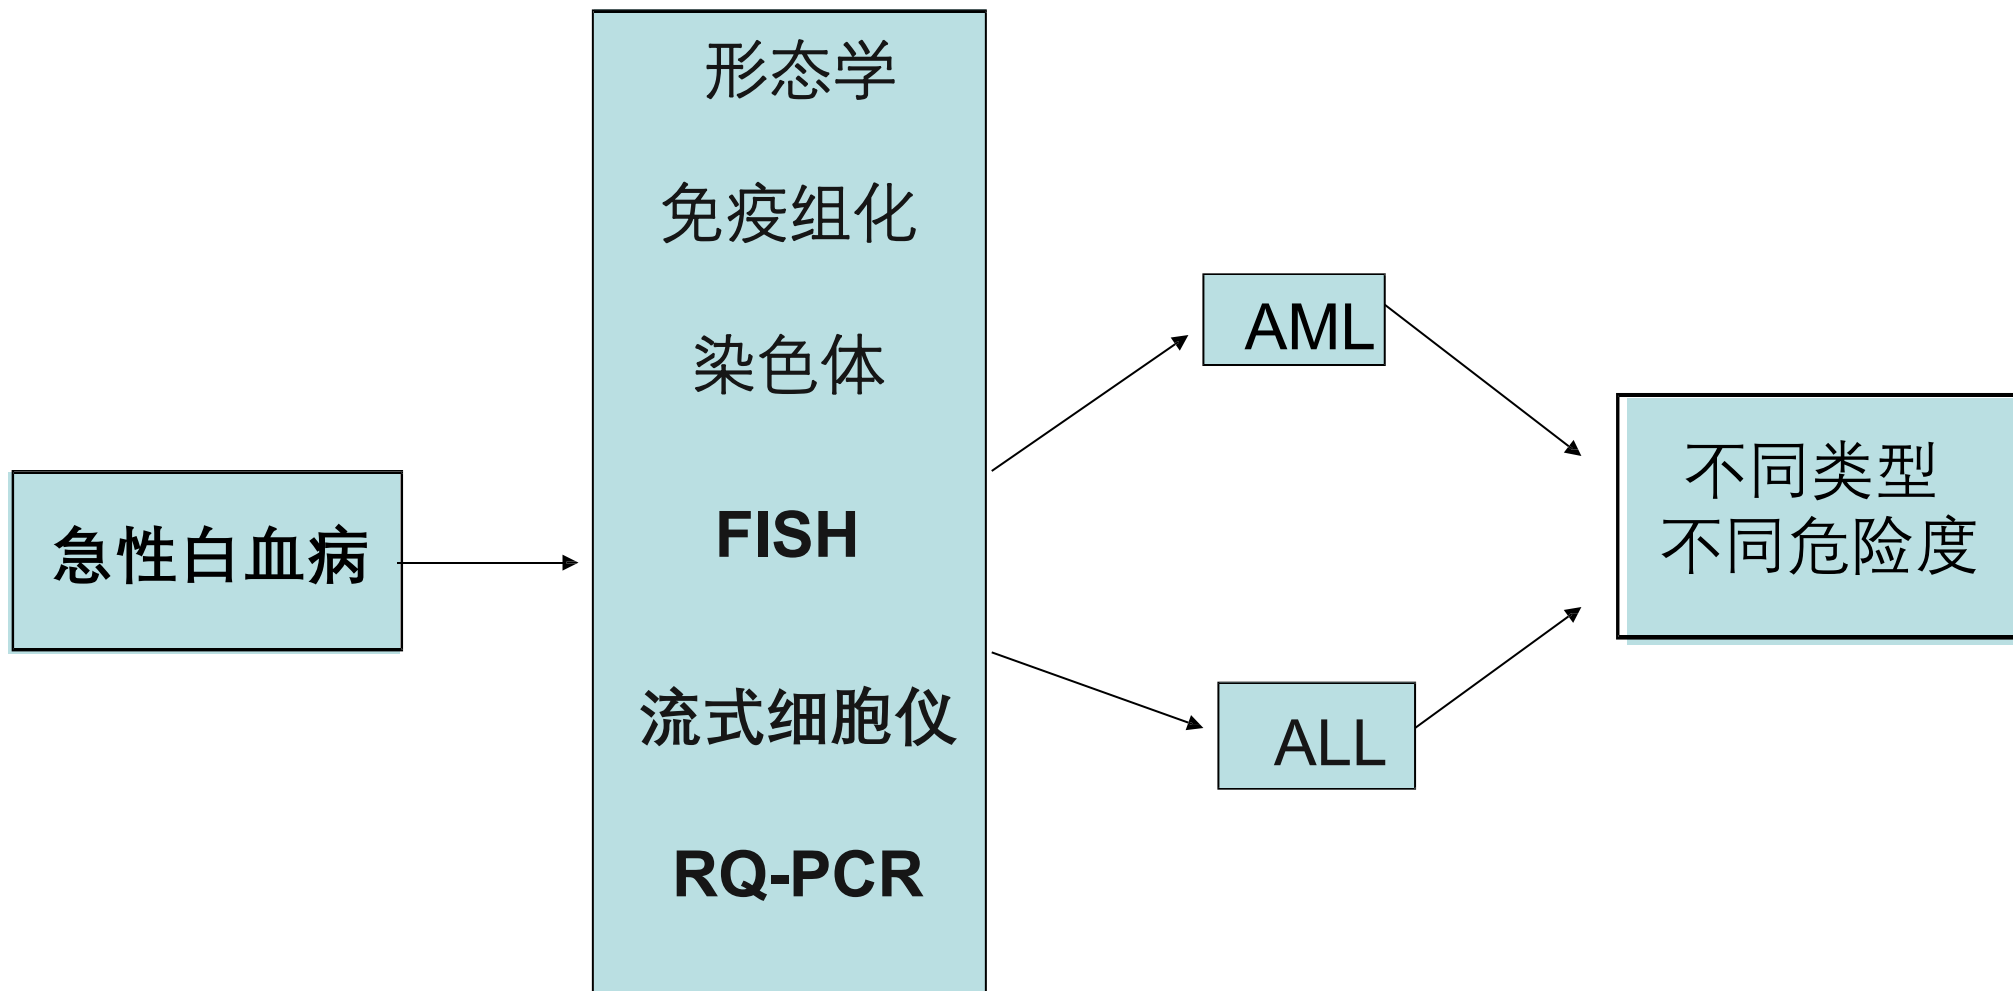 急性白血病
形态学
免疫组化
染色体
FISH
流式细胞仪
RQ-PCR
AML
ALL
不同类型
不同危险度